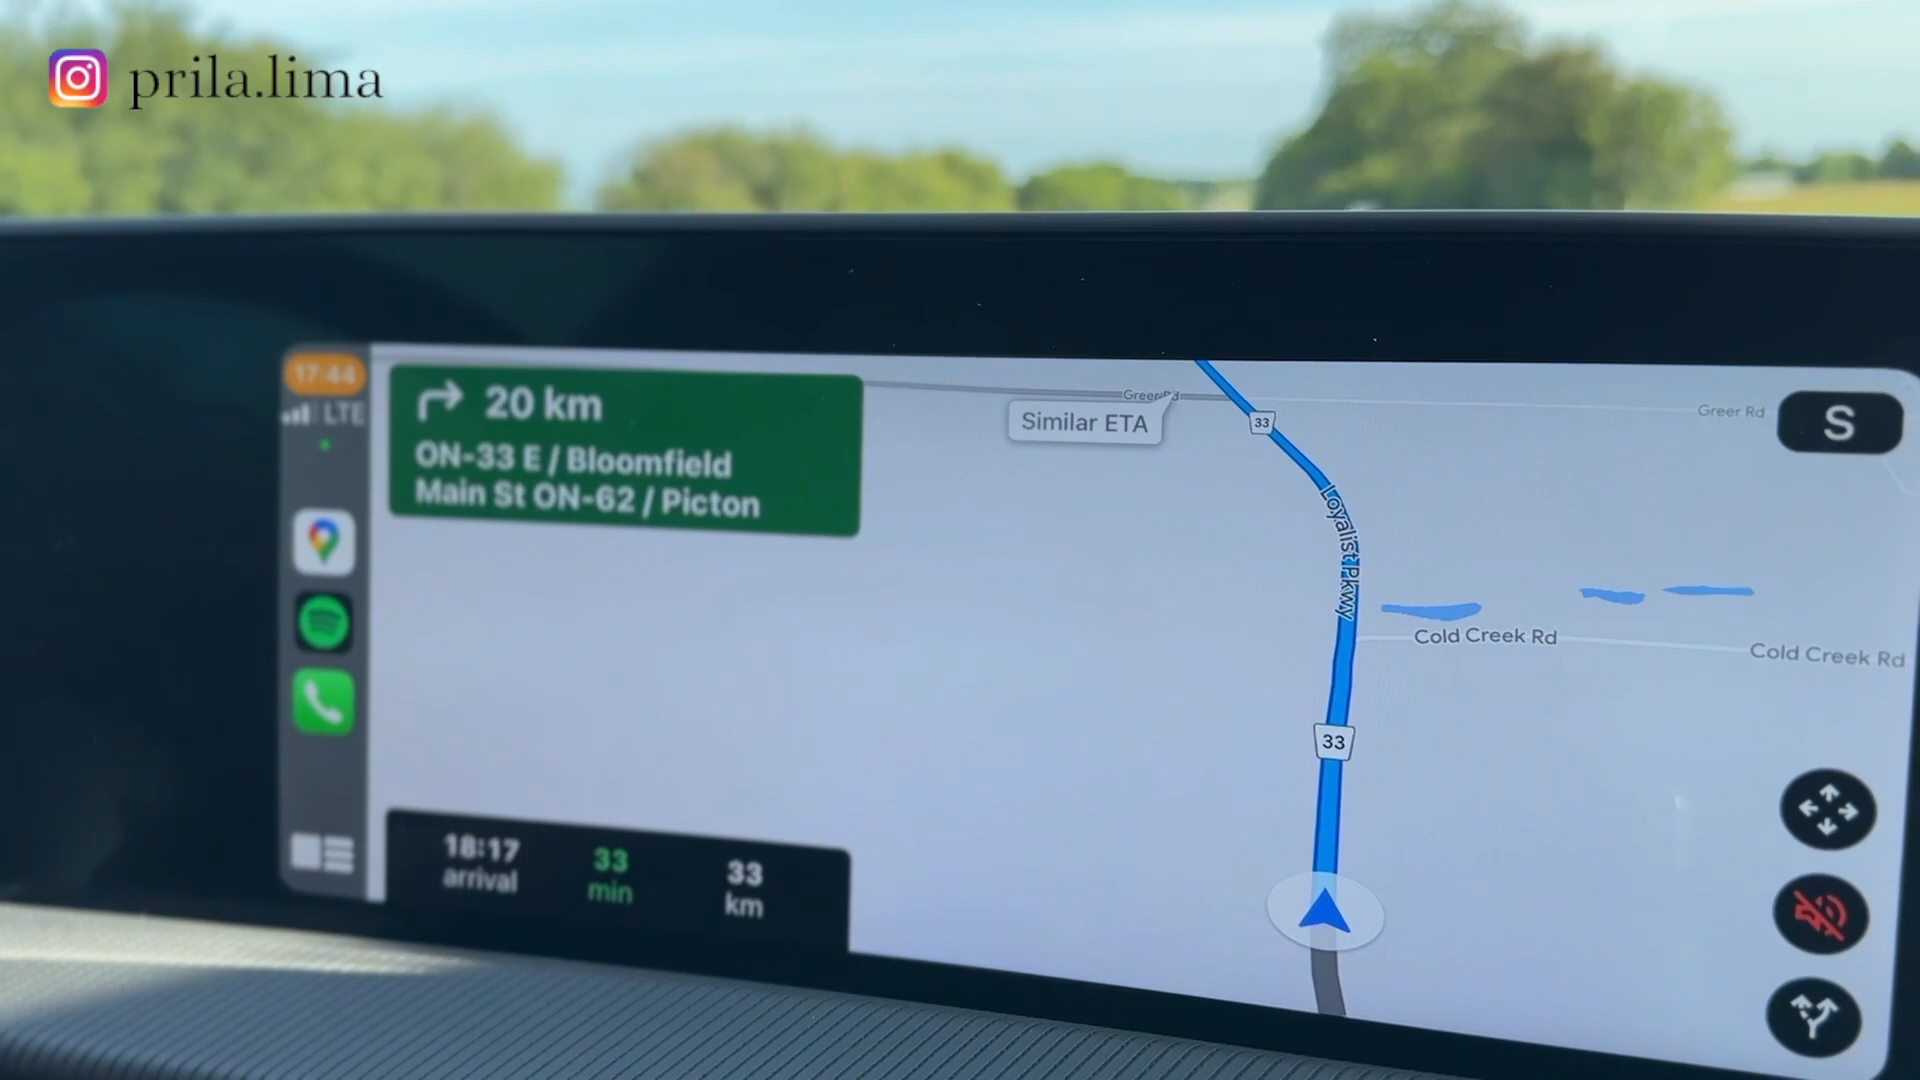 prila.lima
17:44
LTE
20 km
ON-33 E / Bloomfield
Main St ON-62 / Picton
Greer Rd
Similar ETA
33
Greer Rd
S
Loyalist Pkwy
Cold Creek Rd
Cold Creek Rd
33
18:17
arrival
33
min
33
km